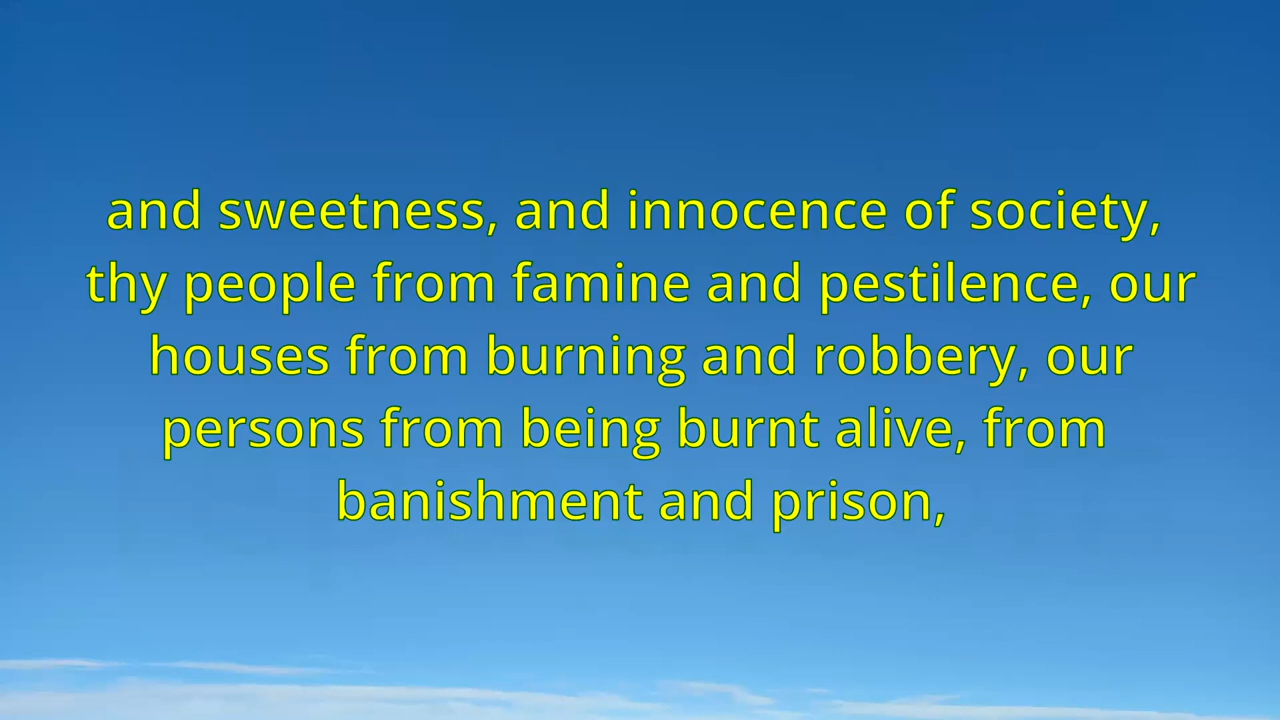 and sweetness, and innocence of society,
thy people from famine and pestilence, our
houses from burning and robbery, our
persons from being burnt alive, from
banishment and prison,